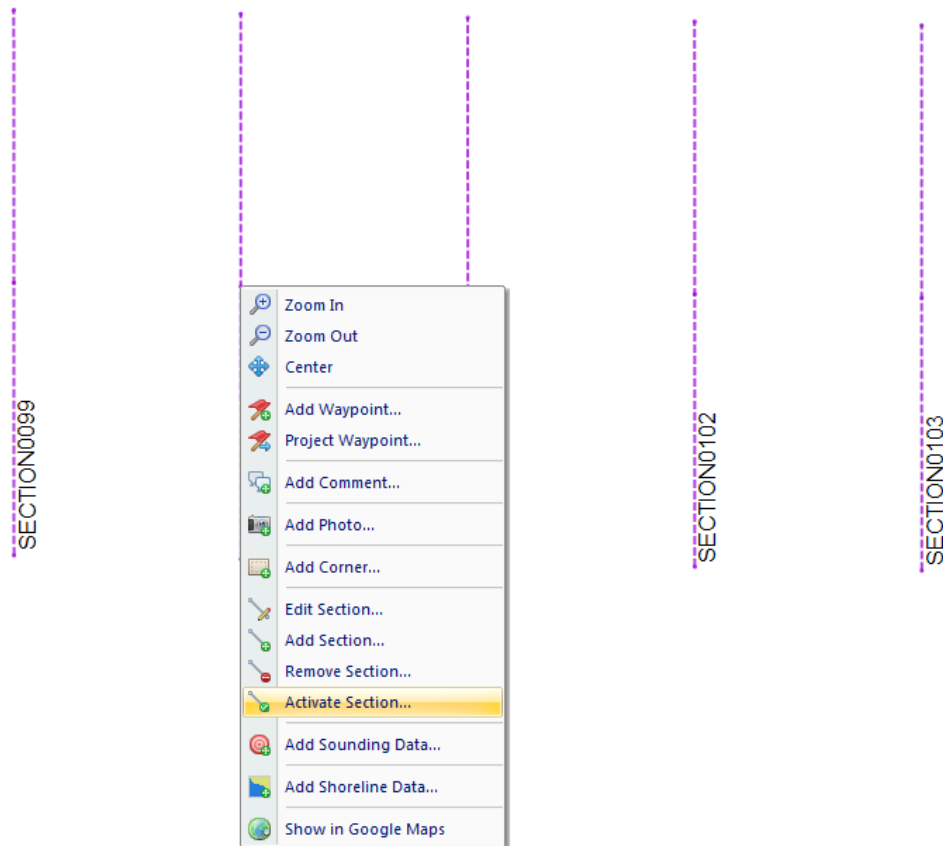 Zoom In
Zoom Out
Center
Add Waypoint...
Project Waypoint...
Add Comment...
Add Photo...
Add Corner...
Edit Section...
Add Section...
Remove Section...
Activate Section...
Add Sounding Data...
Add Shoreline Data...
Show in Google Maps
SECTION0099
SECTION0102
SECTION0103